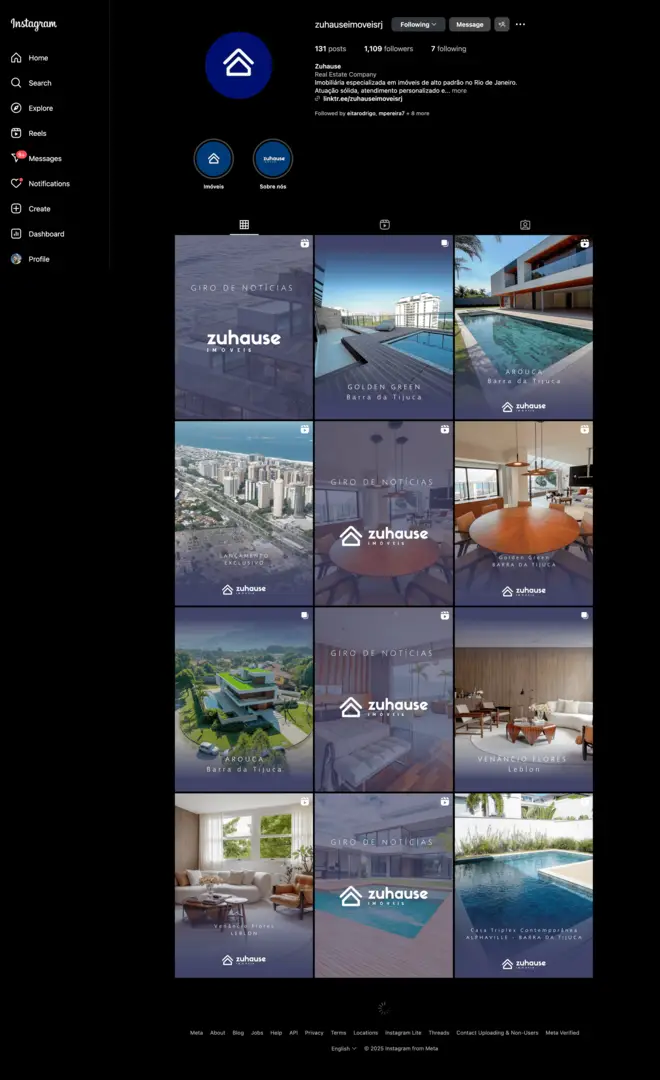 Instagram
Home
Search
Explore
Reels
Messages
Notifications
Create
Dashboard
Profile
zuhauseimoveisrj
Following
Message
131 posts
1,109 followers
7 following
Zuhause
Real Estate Company
Imobiliária especializada em imóveis de alto padrão no Rio de Janeiro.
Atuação sólida, atendimento personalizado e... more
linktr.ee/zuhauseimoveisrj
Followed by eitarodrigo, mpereira7 + 8 more
zuhause
Imóveis
Sobre nós
GIRO DE NOTÍCIAS
zuhause
IMÓVEIS
GOLDEN GREEN
Barra da Tijuca
AROUCA
Barra da Tijuca
zuhause
LANÇAMENTO
EXCLUSIVO
zuhause
GIRO DE NOTÍCIAS
zuhause
IMÓVEIS
Golden Green
BARRA DA TIJUCA
zuhause
AROUCA
Barra da Tijuca
GIRO DE NOTÍCIAS
zuhause
IMÓVEIS
VENÂNCIO FLORES
Leblon
Venâncio Flores
LEBLON
zuhause
GIRO DE NOTÍCIAS
zuhause
IMÓVEIS
Casa Triplex Contemporânea
ALPHAVILLE - BARRA DA TIJUCA
zuhause
Meta
About
Blog
Jobs
Help
API
Privacy
Terms
Locations
Instagram Lite
Threads
Contact Uploading & Non-Users
Meta Verified
English
© 2025 Instagram from Meta